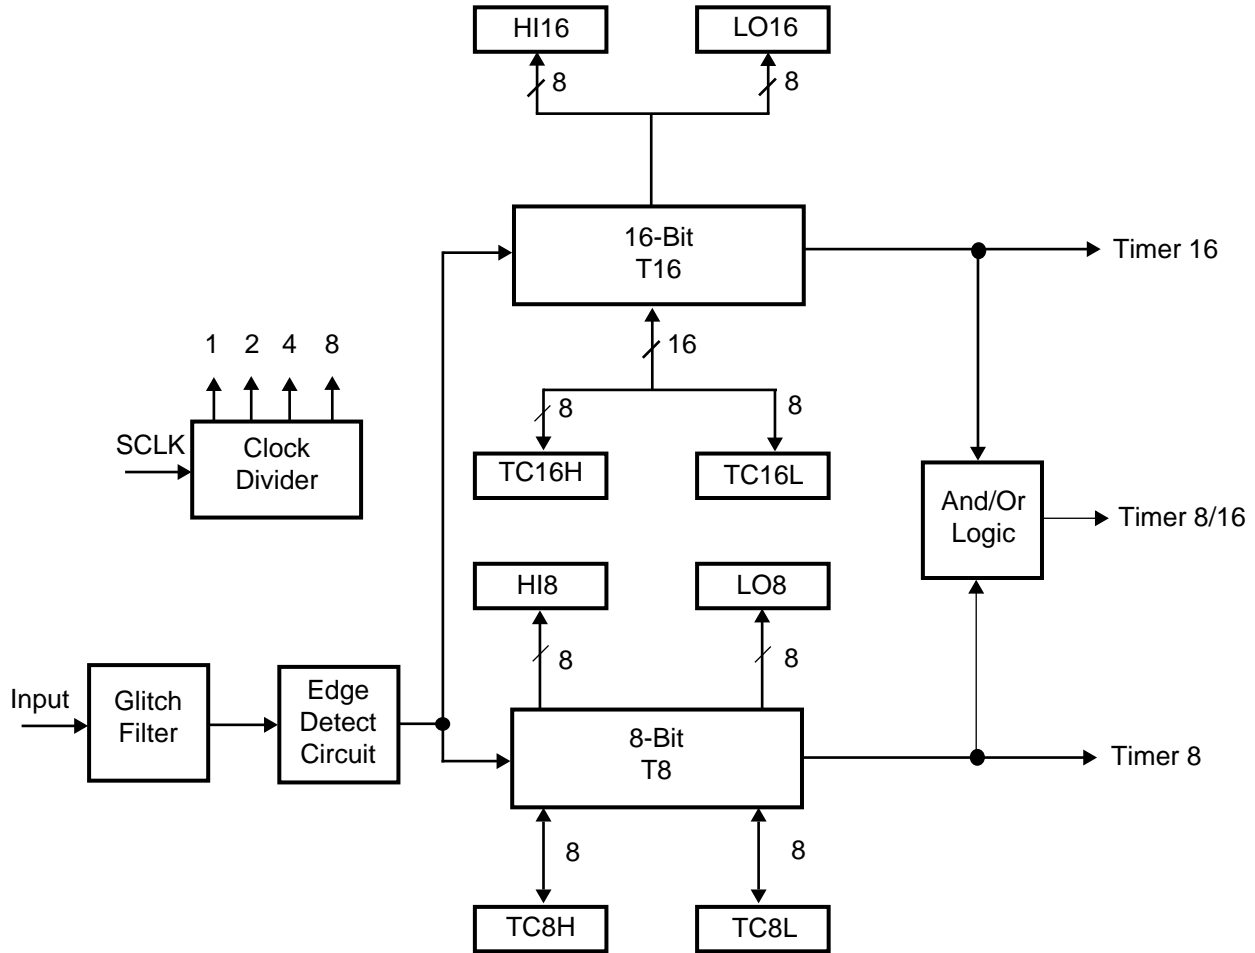 HI16
LO16
8
8
16-Bit
T16
Timer 16
1 2 4 8
16
8
8
SCLK
Clock
Divider
TC16H
TC16L
And/Or
Logic
Timer 8/16
HI8
LO8
8
8
Input
Glitch
Filter
Edge
Detect
Circuit
8-Bit
T8
Timer 8
8
8
TC8H
TC8L